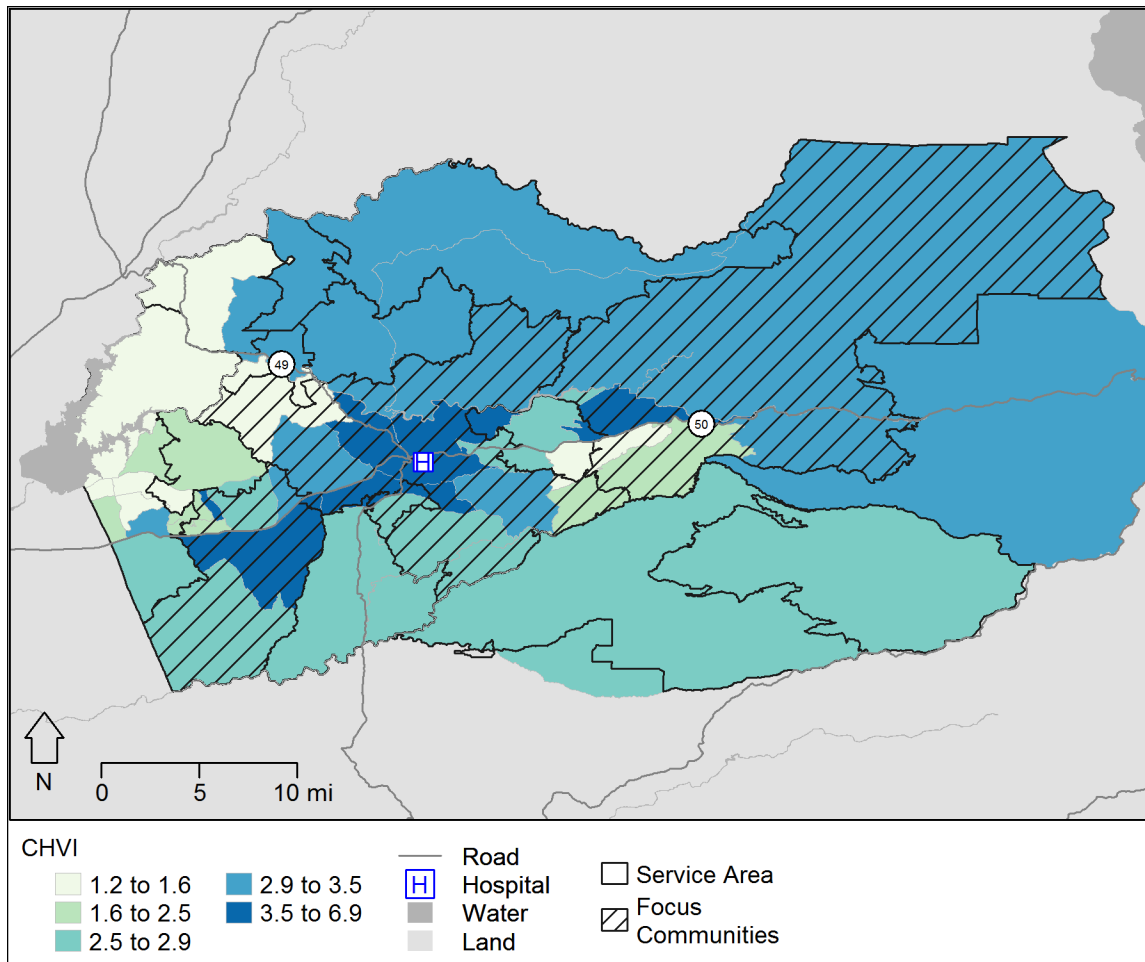 49
50
H
N
0 5 10 mi
CHVI
1.2 to 1.6
1.6 to 2.5
2.5 to 2.9
2.9 to 3.5
3.5 to 6.9
Road
H Hospital
Water
Land
Service Area
Focus
Communities